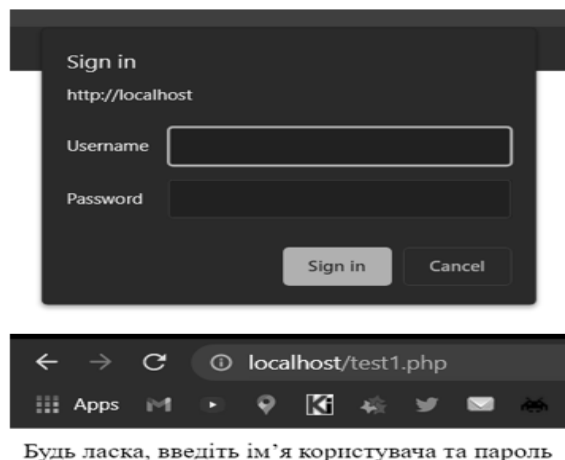 Sign in
http://localhost
Username
Password
Sign in Cancel
localhost/test1.php
Apps
Будь ласка, введіть ім’я користувача та пароль